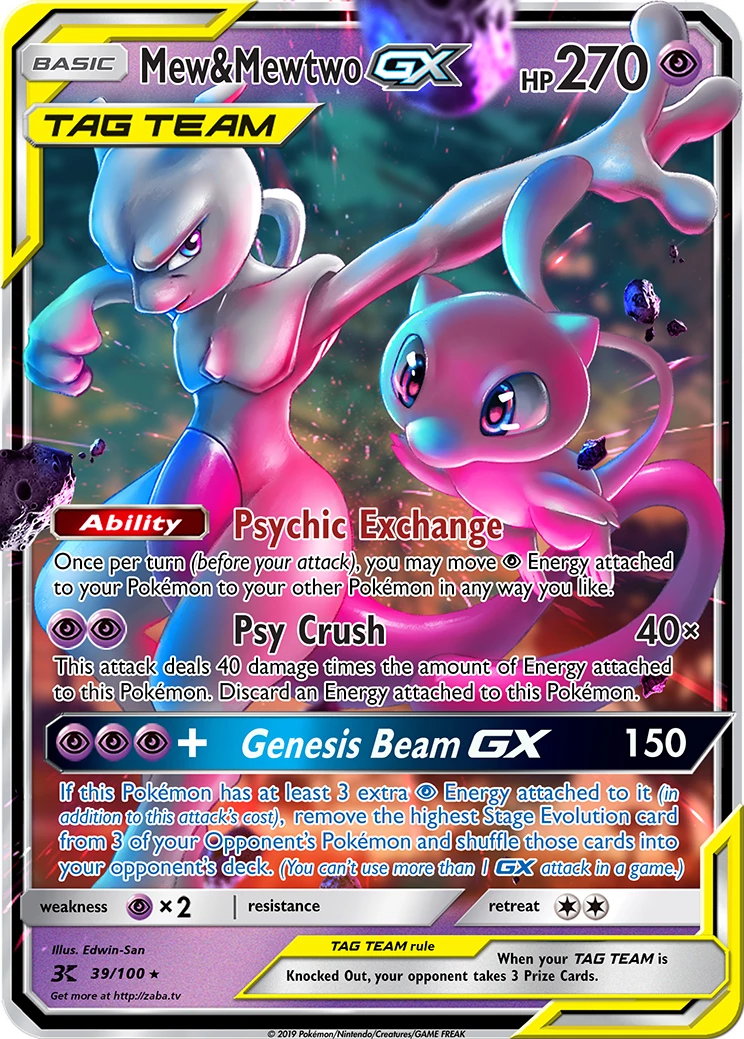 BASIC Mew&Mewtwo GX HP 270
TAG TEAM
Ability Psychic Exchange
Once per turn (before your attack), you may move Energy attached
to your Pokémon to your other Pokémon in any way you like.
Psy Crush 40×
This attack deals 40 damage times the amount of Energy attached
to this Pokémon. Discard an Energy attached to this Pokémon.
+ Genesis Beam GX 150
If this Pokémon has at least 3 extra Energy attached to it (in
addition to this attack's cost), remove the highest Stage Evolution card
from 3 of your Opponent's Pokémon and shuffle those cards into
your opponent's deck. (You can't use more than 1 GX attack in a game.)
weakness ×2 resistance retreat
Illus. Edwin-San
39/100 ★
Get more at http://zaba.tv
TAG TEAM rule
When your TAG TEAM is
Knocked Out, your opponent takes 3 Prize Cards.
© 2019 Pokémon/Nintendo/Creatures/GAME FREAK